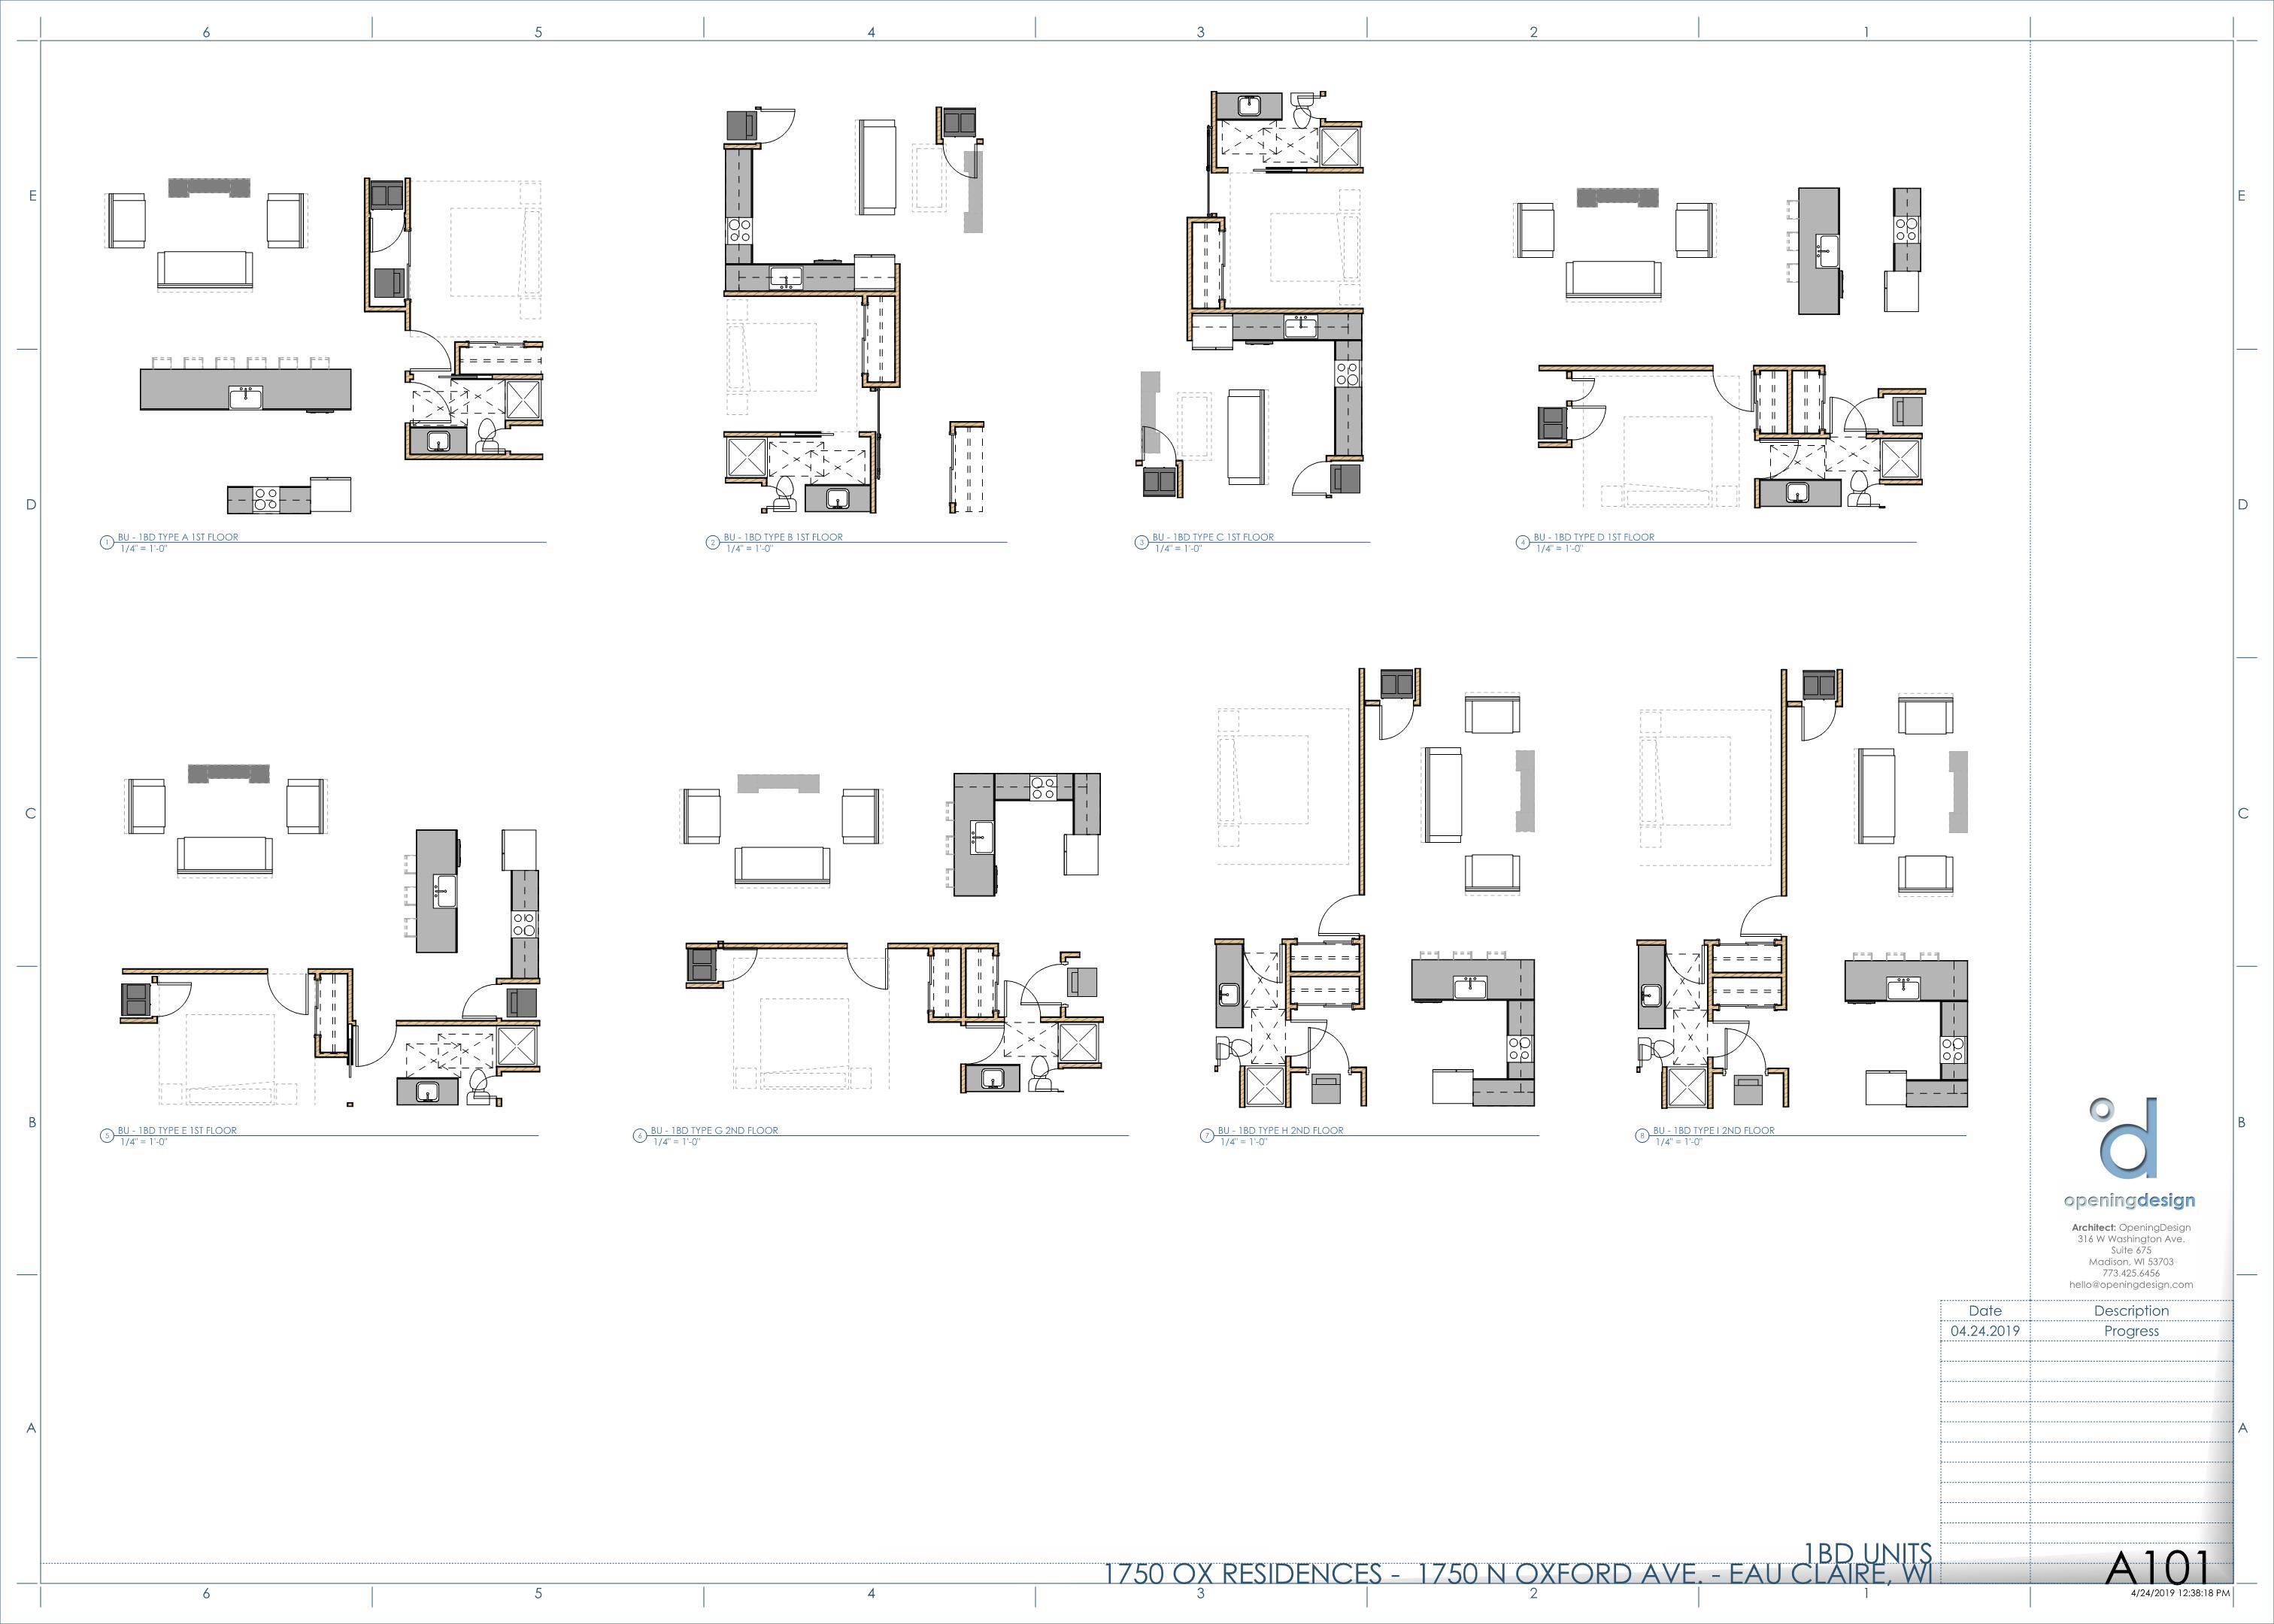 6 5 4 3 2 1
E E
D D
1 BU - 1BD TYPE A 1ST FLOOR
1/4" = 1'-0"
2 BU - 1BD TYPE B 1ST FLOOR
1/4" = 1'-0"
3 BU - 1BD TYPE C 1ST FLOOR
1/4" = 1'-0"
4 BU - 1BD TYPE D 1ST FLOOR
1/4" = 1'-0"
C C
B B
5 BU - 1BD TYPE E 1ST FLOOR
1/4" = 1'-0"
6 BU - 1BD TYPE G 2ND FLOOR
1/4" = 1'-0"
7 BU - 1BD TYPE H 2ND FLOOR
1/4" = 1'-0"
8 BU - 1BD TYPE I 2ND FLOOR
1/4" = 1'-0"
openingdesign
Architect: OpeningDesign
316 W Washington Ave.
Suite 675
Madison, WI 53703
773.425.6456
hello@openingdesign.com
Date Description
04.24.2019 Progress
A A
1BD UNITS
1750 OX RESIDENCES - 1750 N OXFORD AVE. - EAU CLAIRE, WI
A101
4/24/2019 12:38:18 PM
6 5 4 3 2 1